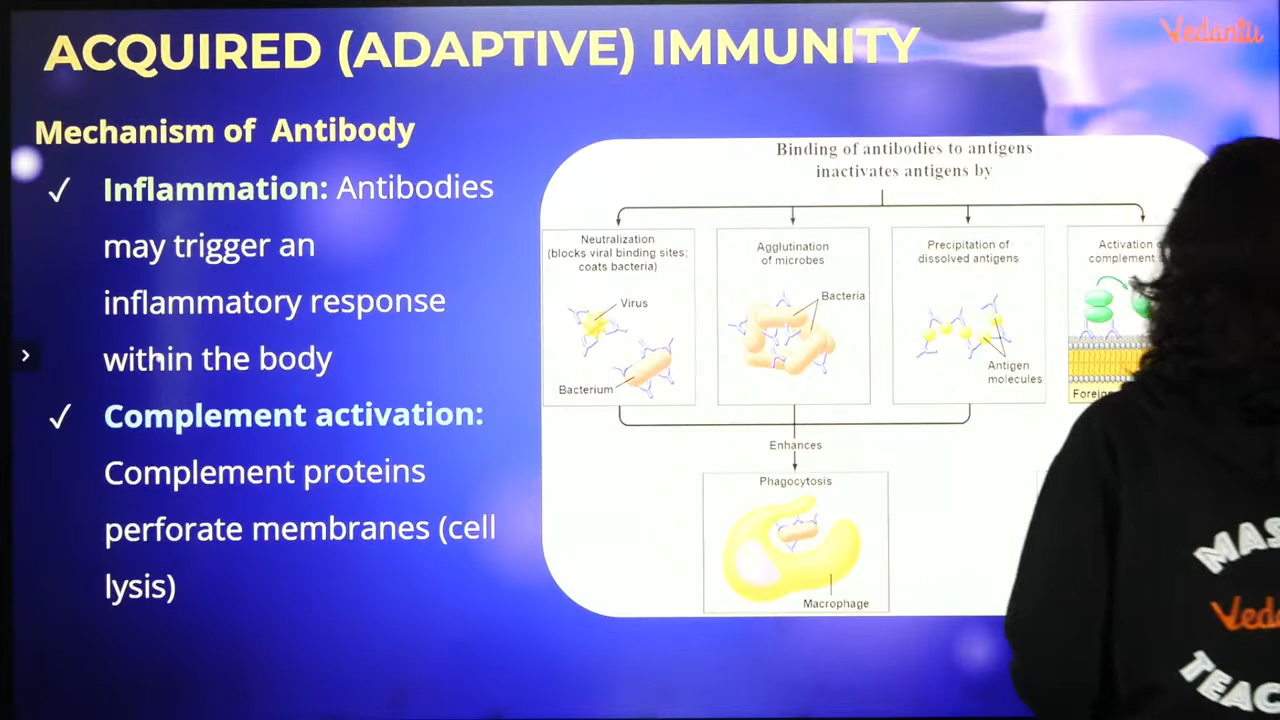 ACQUIRED (ADAPTIVE) IMMUNITY
Vedantu
Mechanism of Antibody
✓ Inflammation: Antibodies
may trigger an
inflammatory response
within the body
✓ Complement activation:
Complement proteins
perforate membranes (cell
lysis)
Binding of antibodies to antigens
inactivates antigens by
Neutralization
(blocks viral binding sites;
coats bacteria)
Virus
Bacterium
Agglutination
of microbes
Bacteria
Precipitation of
dissolved antigens
Antigen
molecules
Activation
complement
Enhances
Phagocytosis
Macrophage